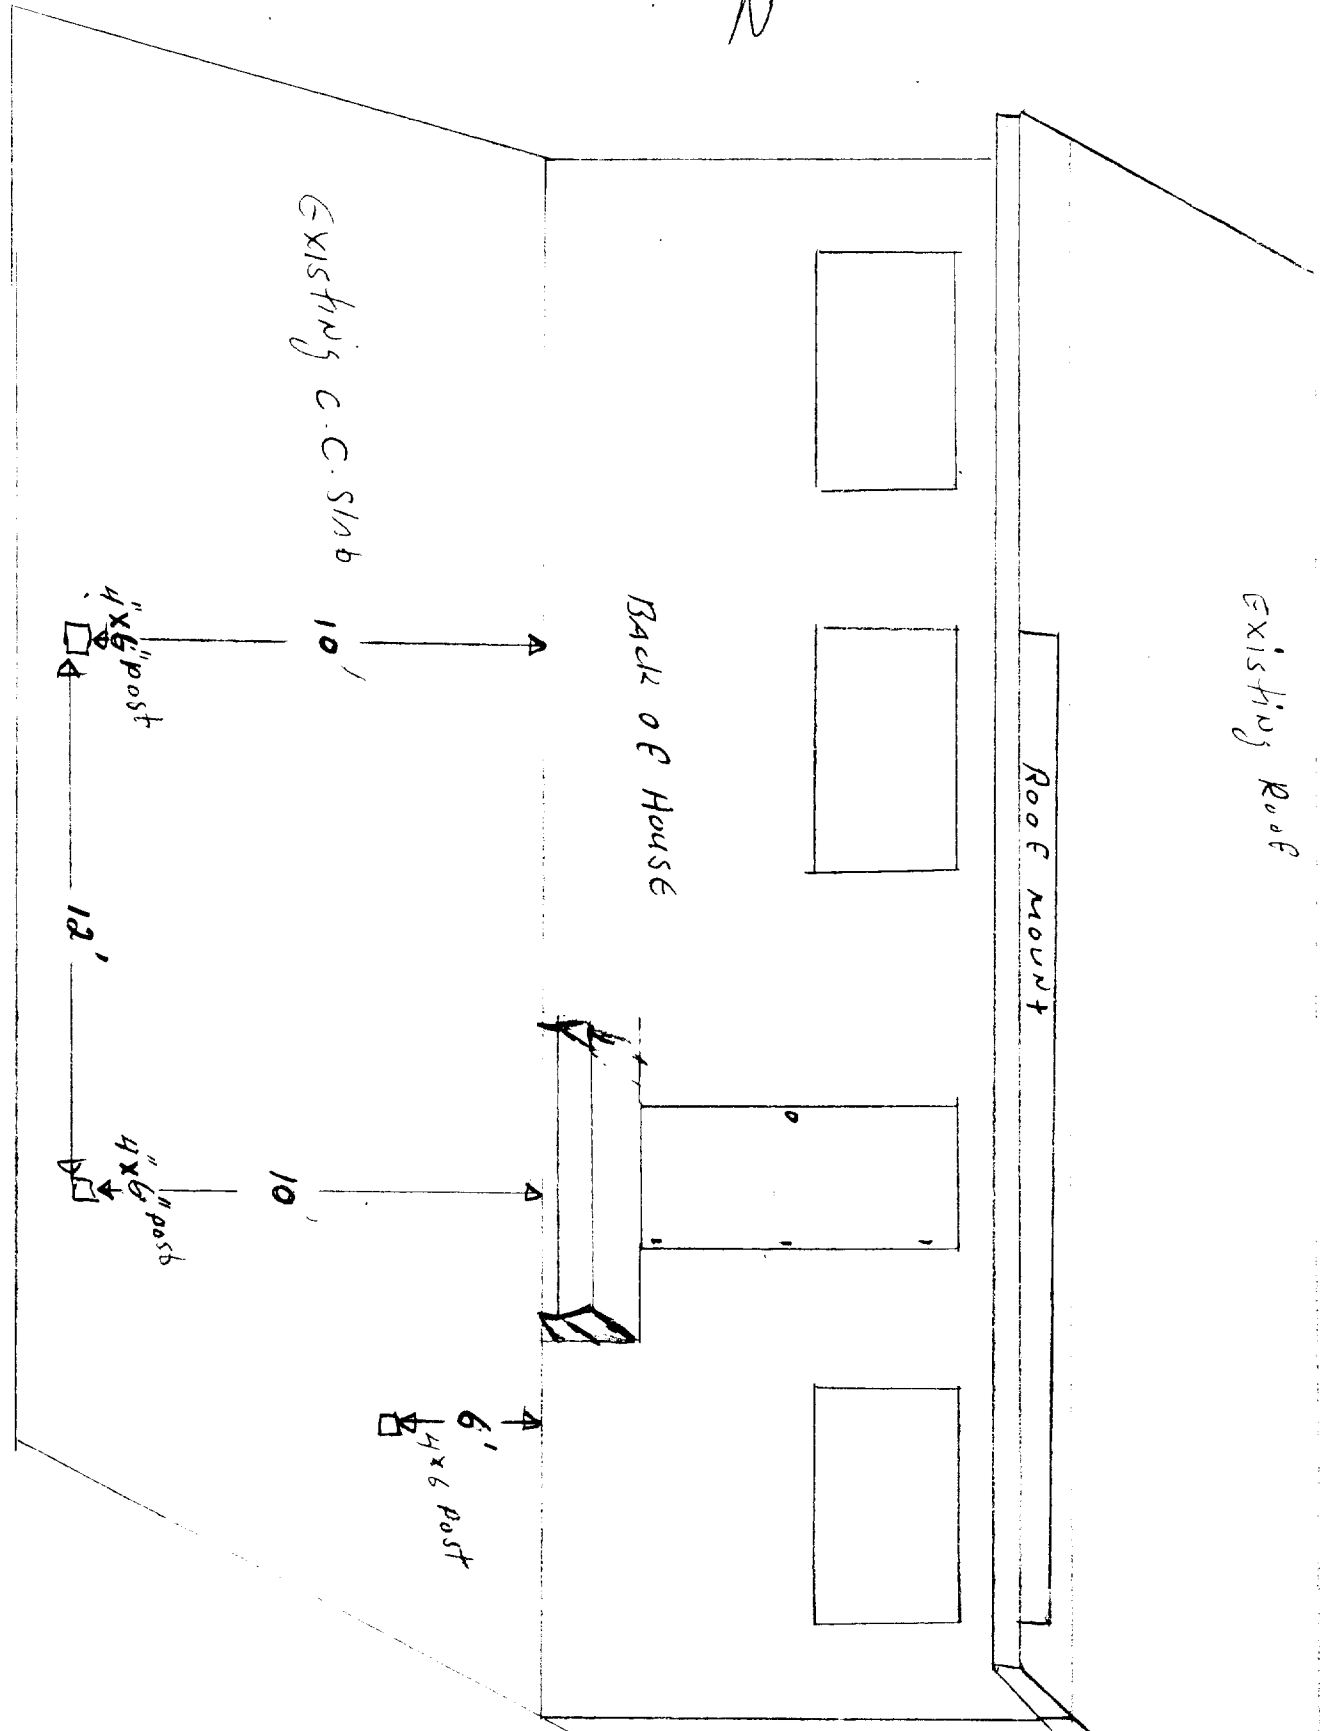 Existing Roof
Roof Mount
Back of House
Existing C.C. Slab
10'
10'
6'
4x6 Post
4"x6" post
4"x6" post
12'